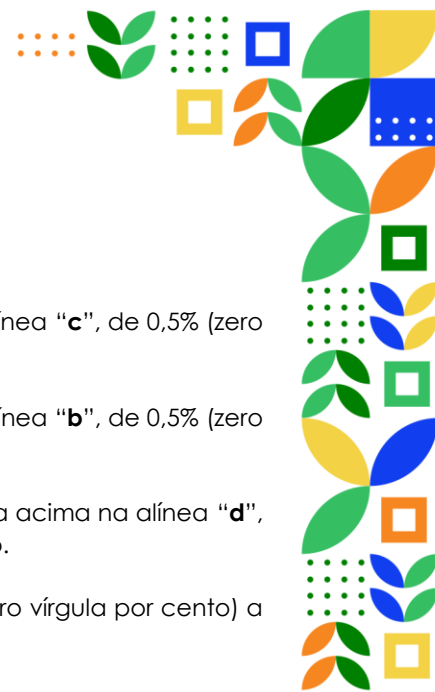 ínea “c”, de 0,5% (zero
ínea “b”, de 0,5% (zero
a acima na alínea “d”,
o.
ro vírgula por cento) a